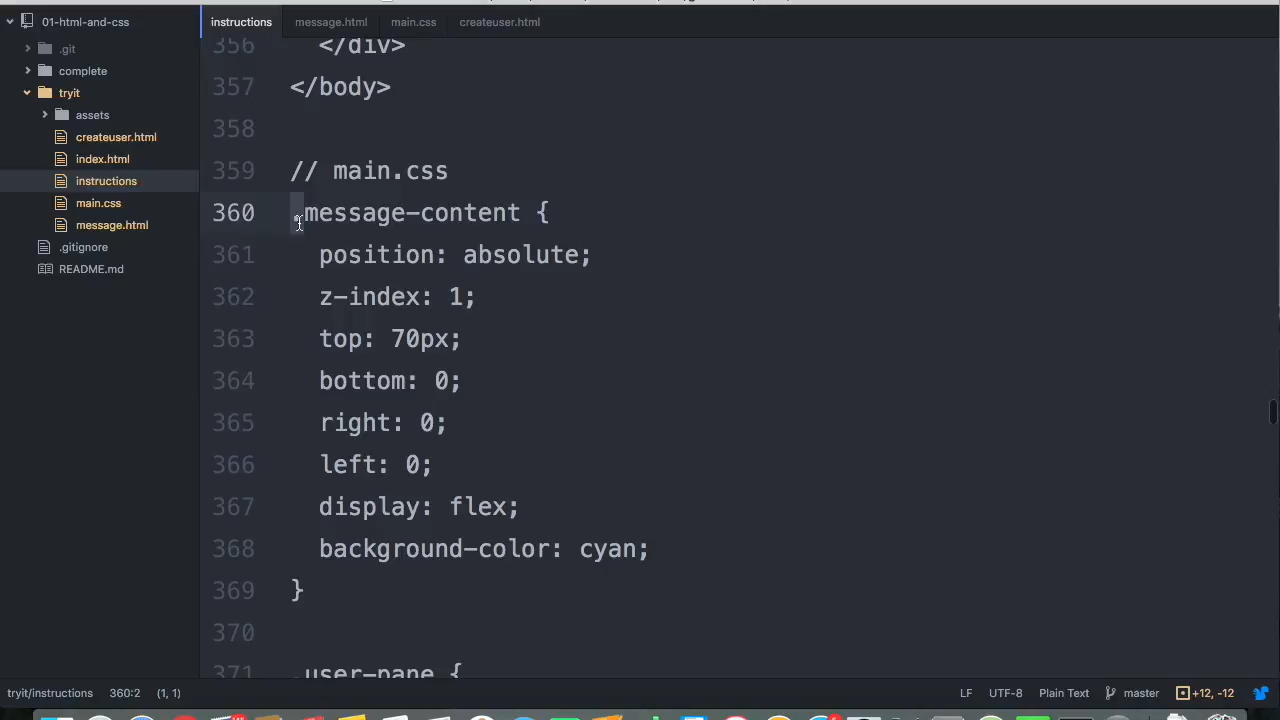 01-html-and-css
.git
complete
tryit
assets
createuser.html
index.html
instructions
main.css
message.html
.gitignore
README.md
instructions message.html main.css createuser.html
356 </div>
357 </body>
358
359 // main.css
360 .message-content {
361 position: absolute;
362 z-index: 1;
363 top: 70px;
364 bottom: 0;
365 right: 0;
366 left: 0;
367 display: flex;
368 background-color: cyan;
369 }
370
371 .user-pane {
tryit/instructions 360:2 (1, 1) LF UTF-8 Plain Text master +12, -12